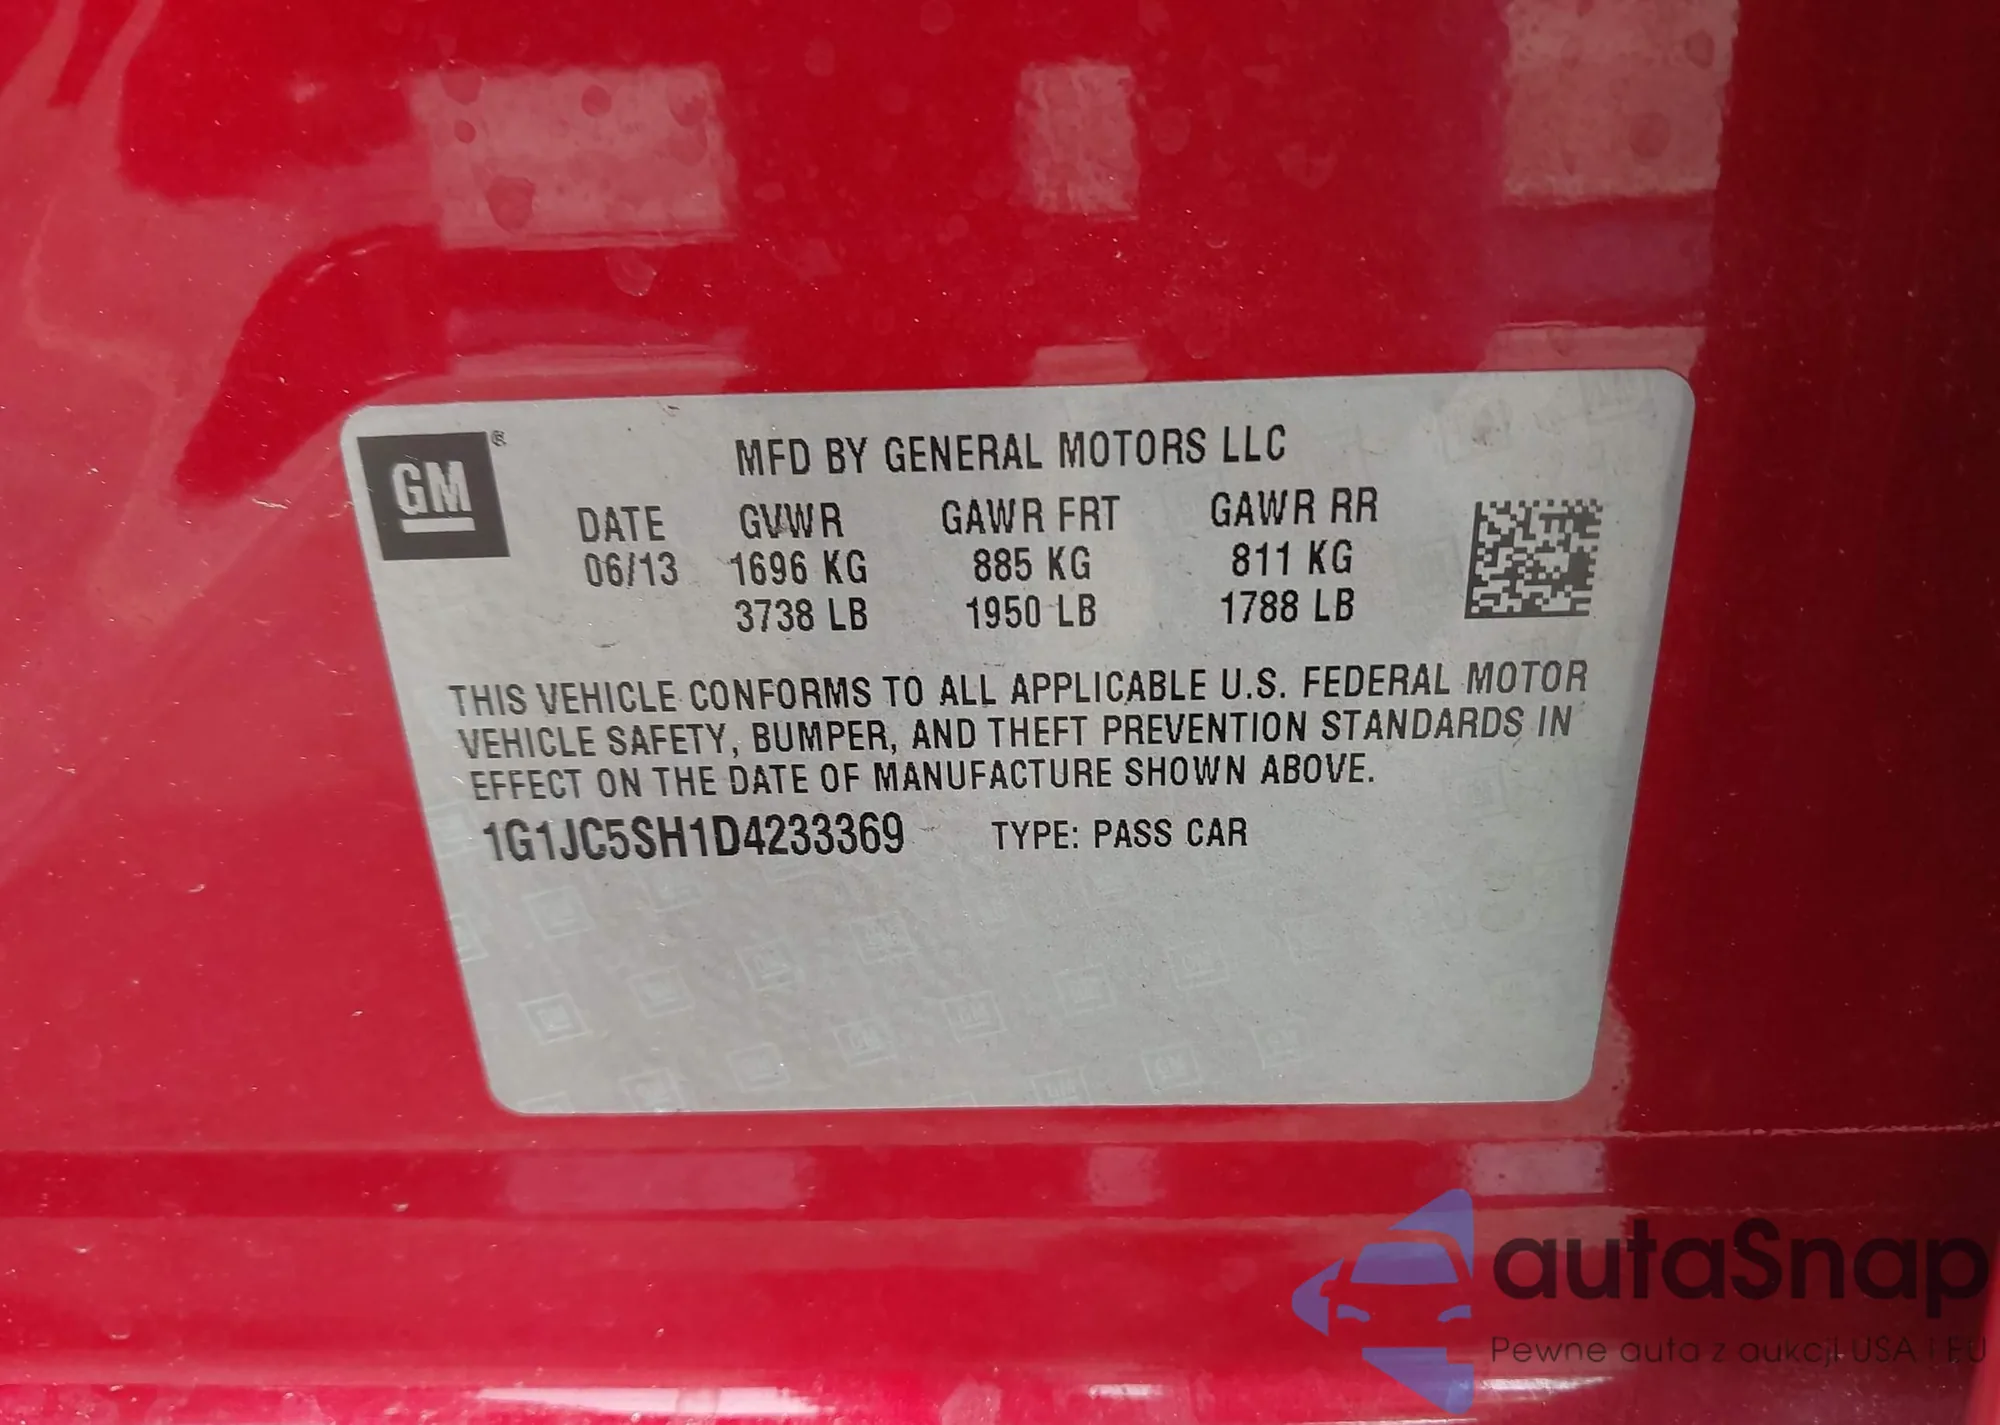 GM ®
MFD BY GENERAL MOTORS LLC
DATE GVWR GAWR FRT GAWR RR
06/13 1696 KG 885 KG 811 KG
3738 LB 1950 LB 1788 LB
THIS VEHICLE CONFORMS TO ALL APPLICABLE U.S. FEDERAL MOTOR
VEHICLE SAFETY, BUMPER, AND THEFT PREVENTION STANDARDS IN
EFFECT ON THE DATE OF MANUFACTURE SHOWN ABOVE.
1G1JC5SH1D4233369 TYPE: PASS CAR
autaSnap
Pewne auta z aukcji USA i EU